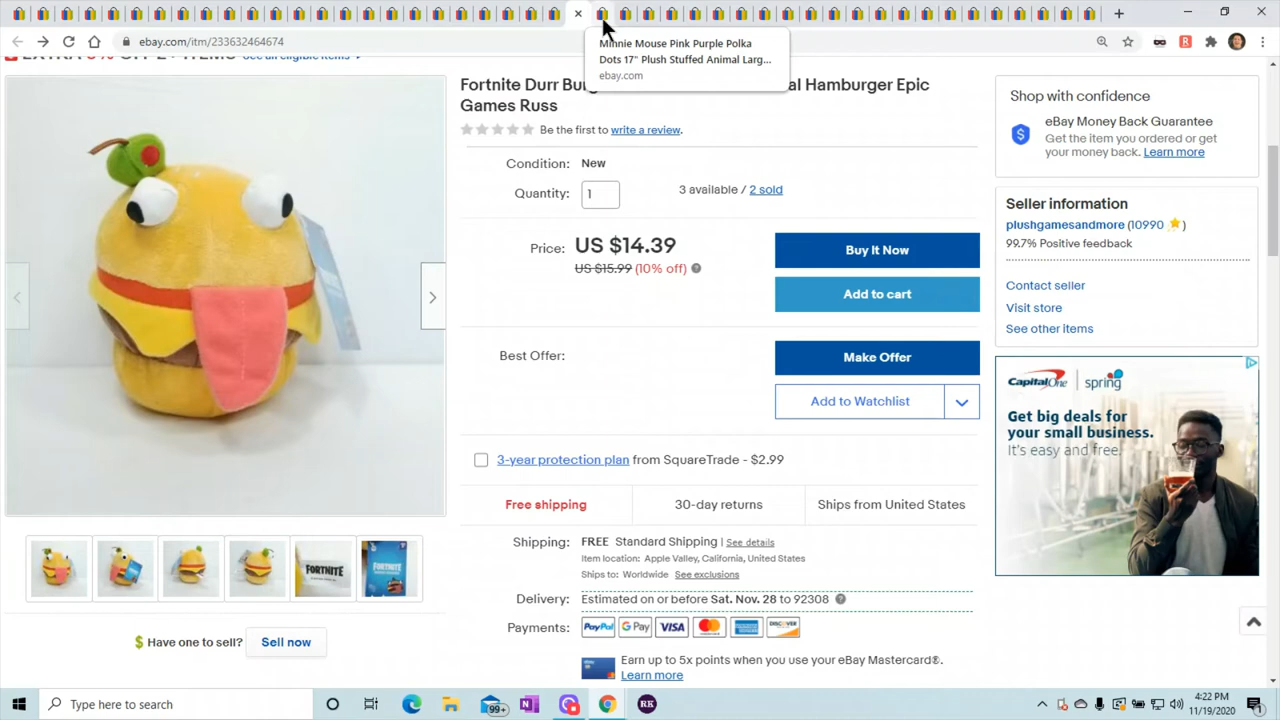 ebay.com/itm/233632464674
Minnie Mouse Pink Purple Polka
Dots 17" Plush Stuffed Animal Larg...
ebay.com
Fortnite Durr Bu al Hamburger Epic
Games Russ
Be the first to write a review.
Condition: New
Quantity: 1 3 available / 2 sold
Price: US $14.39
US $15.99 (10% off)
Buy It Now
Add to cart
Best Offer:
Make Offer
Add to Watchlist
3-year protection plan from SquareTrade - $2.99
Free shipping 30-day returns Ships from United States
Shipping: FREE Standard Shipping | See details
Item location: Apple Valley, California, United States
Ships to: Worldwide See exclusions
Delivery: Estimated on or before Sat. Nov. 28 to 92308
Payments: PayPal G Pay VISA mastercard DISCOVER
Earn up to 5x points when you use your eBay Mastercard®.
Learn more
FORTNITE
Have one to sell? Sell now
Shop with confidence
eBay Money Back Guarantee
Get the item you ordered or get
your money back. Learn more
Seller information
plushgamesandmore (10990 )
99.7% Positive feedback
Contact seller
Visit store
See other items
Capital One spring
Get big deals for
your small business.
It's easy and free.
Type here to search
99+
RK
4:22 PM
11/19/2020
1